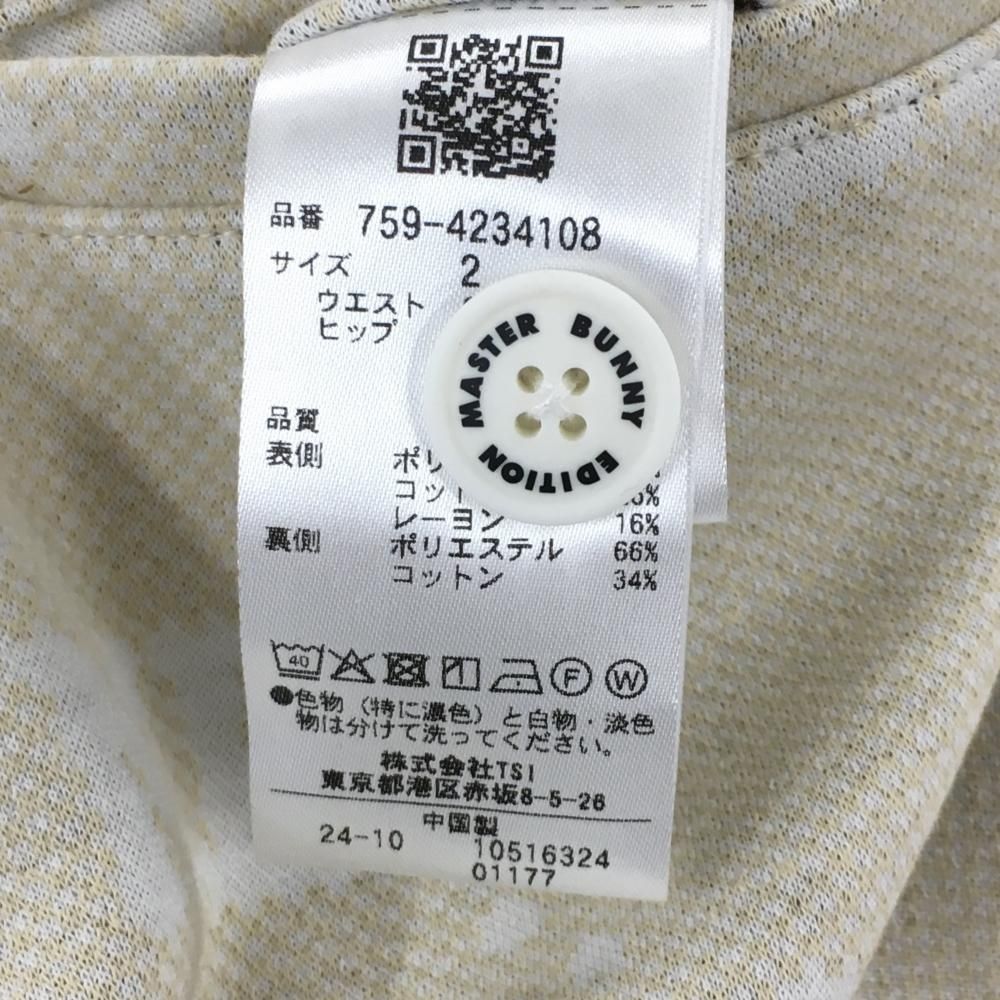 品番 759-4234108
サイズ 2
ウエスト
ヒップ
MASTER BUNNY EDITION
品質
表側
16%
裏側 ポリエステル 66%
コットン 34%
40
F W
●色物（特に濃色）と白物・淡色
物は分けて洗ってください。
株式会社TSI
東京都港区赤坂8-5-26
中国製
24-10 10516324
01177